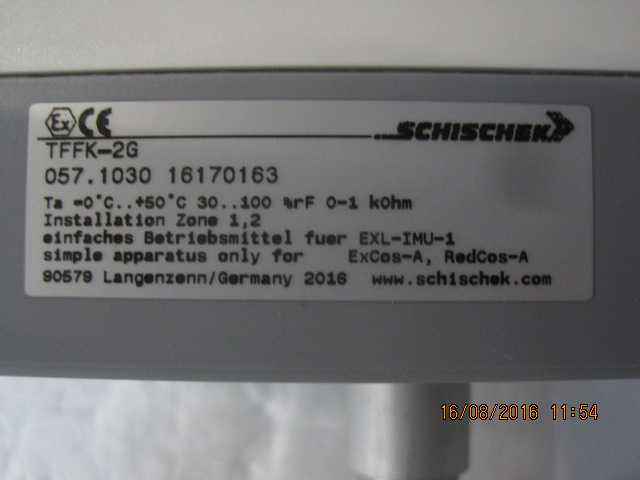 Ex CE SCHISCHEK
TFFK-2G
057.1030 16170163
Ta -0°C..+50°C 30..100 %rF 0-1 kOhm
Installation Zone 1,2
einfaches Betriebsmittel fuer EXL-IMU-1
simple apparatus only for ExCos-A, RedCos-A
90579 Langenzenn/Germany 2016 www.schischek.com
16/08/2016 11:54